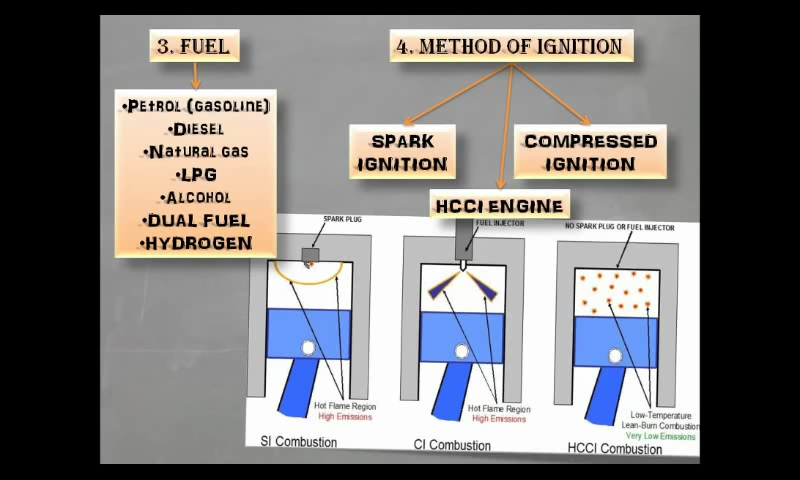 3. FUEL
•PETROL (GASOLINE)
•DIESEL
•NATURAL GAS
•LPG
•ALCOHOL
•DUAL FUEL
•HYDROGEN
4. METHOD OF IGNITION
SPARK
IGNITION
COMPRESSED
IGNITION
HCCI ENGINE
SPARK PLUG
FUEL INJECTOR
NO SPARK PLUG OR FUEL INJECTOR
Hot Flame Region
High Emissions
Hot Flame Region
High Emissions
Low-Temperature
Lean-Burn Combustion
Very Low Emissions
SI Combustion
CI Combustion
HCCI Combustion